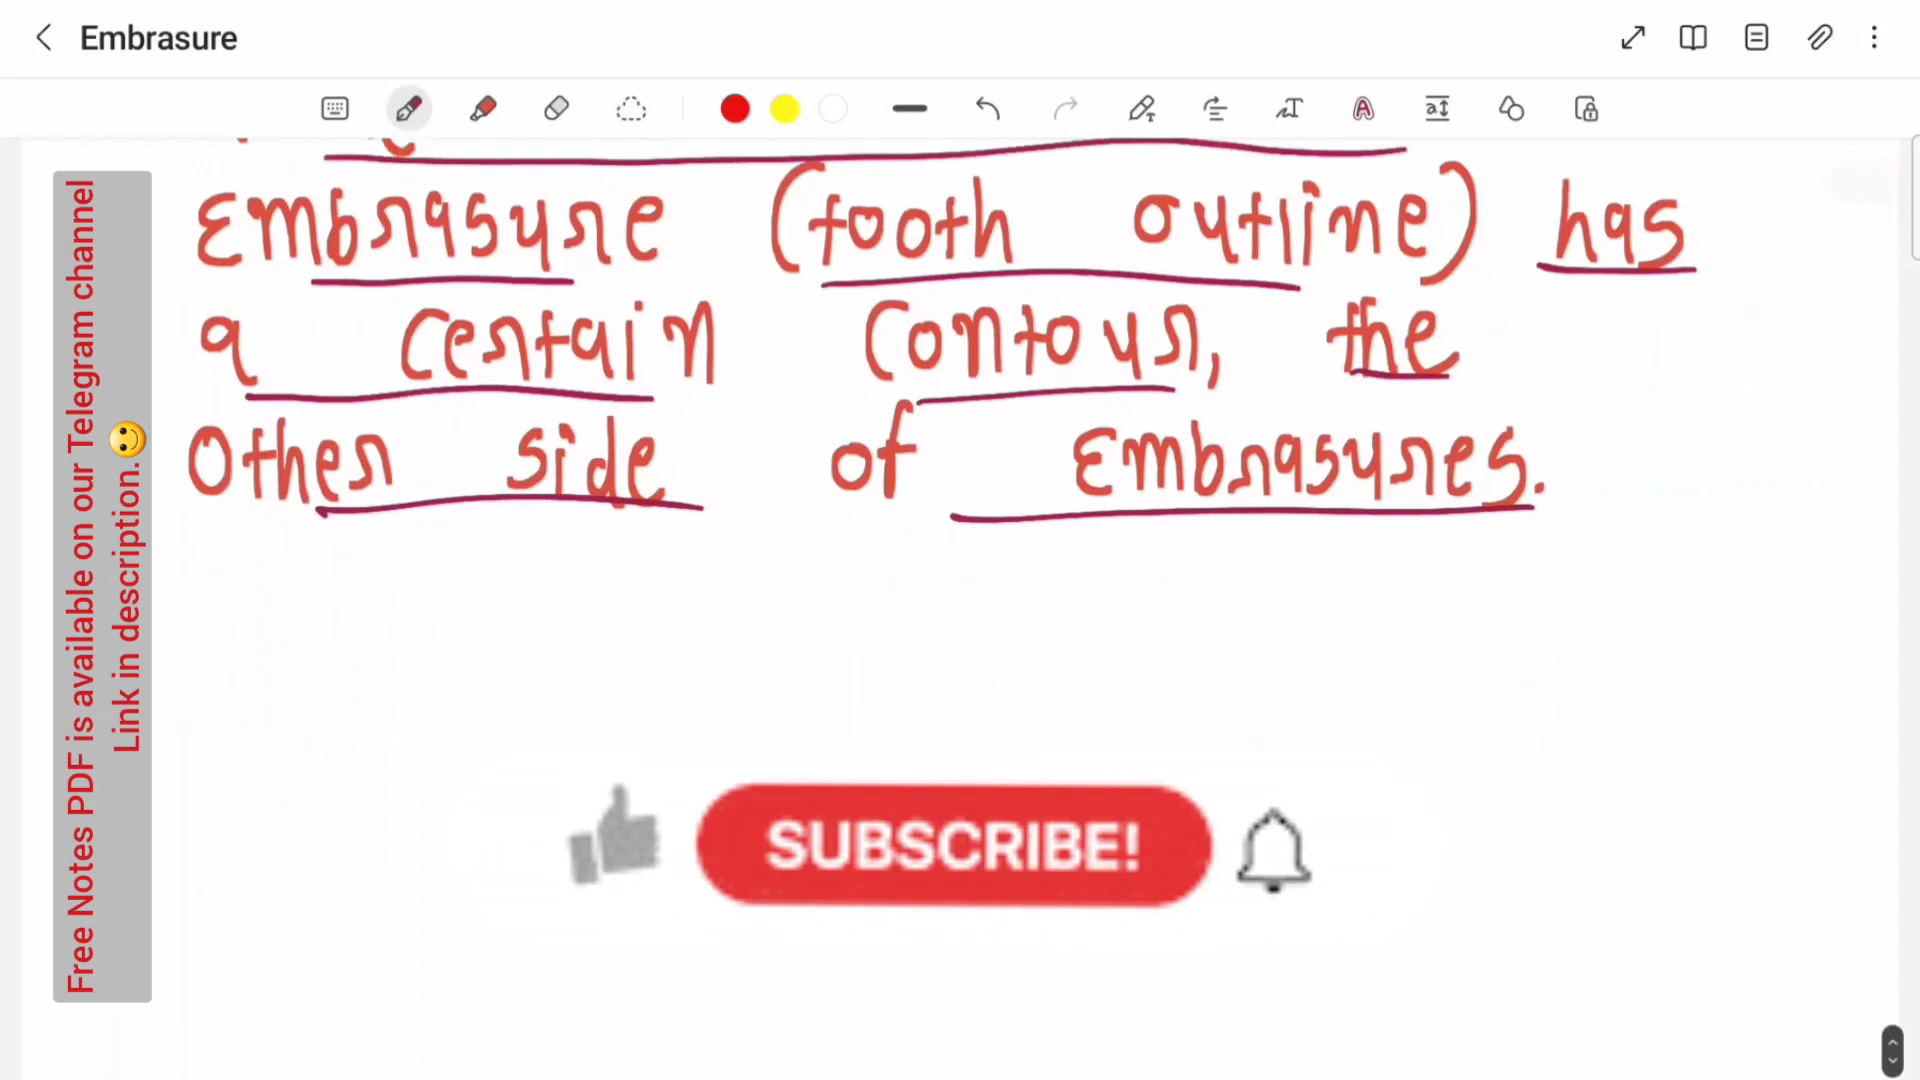 Embrasure
Embrasure (tooth outline) has
a certain contour, the
Other side of Embrasures.
Free Notes PDF is available on our Telegram channel
Link in description.🙂
SUBSCRIBE!